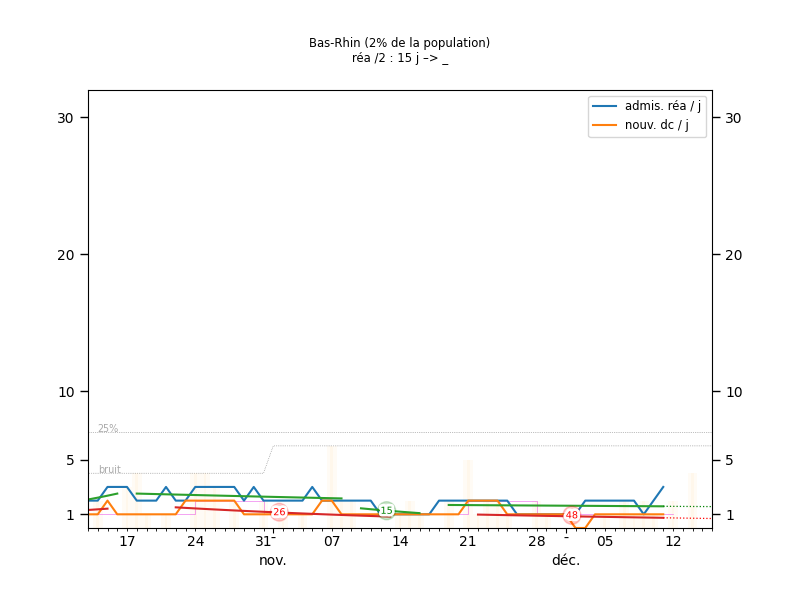 Bas-Rhin (2% de la population)
réa /2 : 15 j –> _
admis. réa / j
nouv. dc / j
30 30
20 20
10 10
25%
5 5
bruit
26 15 48
1 1
17 24 31 - 07 14 21 28 - 05 12
nov. déc.